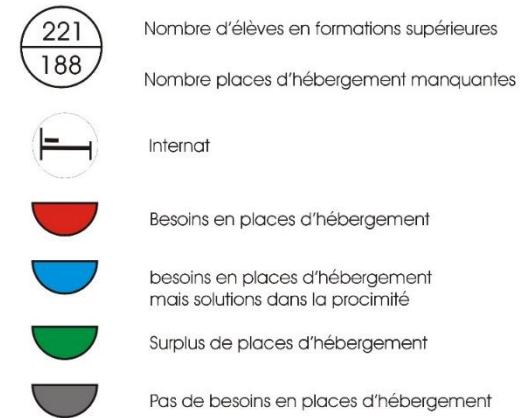 221
Nombre d'élèves en formations supérieures
188
Nombre places d'hébergement manquantes
Internat
Besoins en places d'hébergement
besoins en places d'hébergement
mais solutions dans la procimité
Surplus de places d'hébergement
Pas de besoins en places d'hébergement